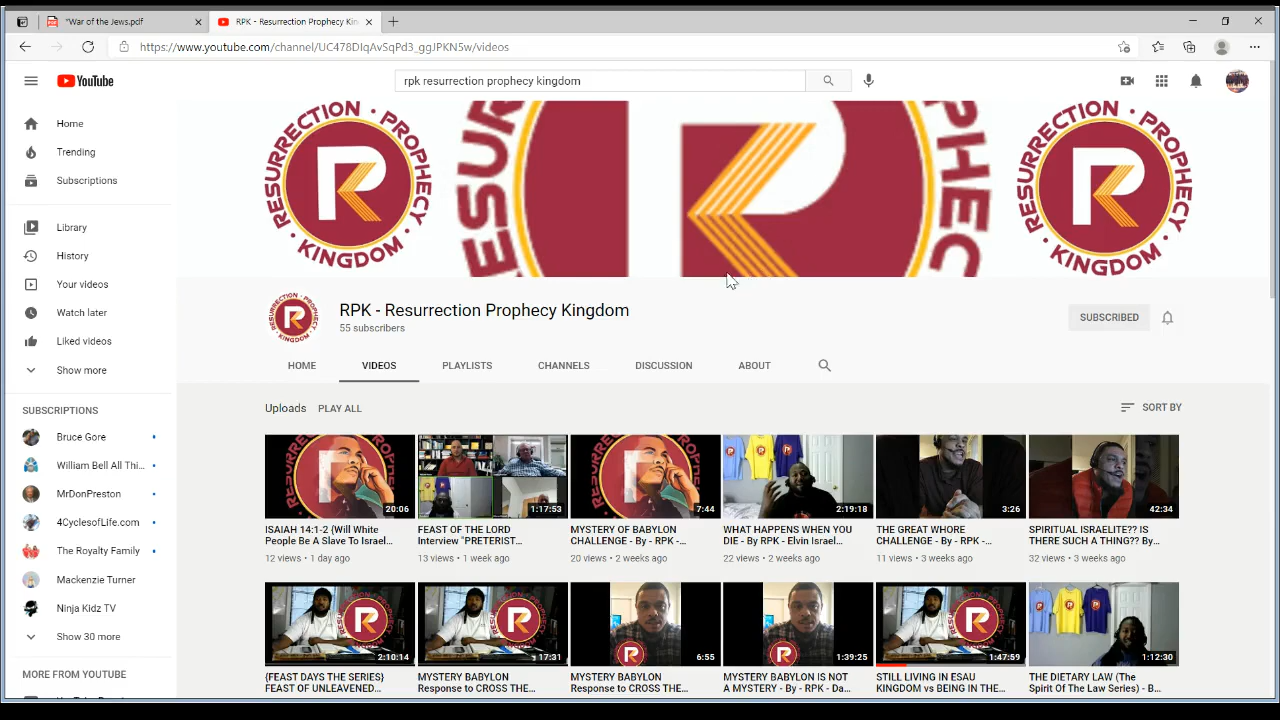 *War of the Jews.pdf
RPK - Resurrection Prophecy Kin
https://www.youtube.com/channel/UC478DIqAvSqPd3_ggJPKN5w/videos
YouTube
rpk resurrection prophecy kingdom
Home
Trending
Subscriptions
Library
History
Your videos
Watch later
Liked videos
Show more
SUBSCRIPTIONS
Bruce Gore
William Bell All Thi...
MrDonPreston
4CyclesofLife.com
The Royalty Family
Mackenzie Turner
Ninja Kidz TV
Show 30 more
MORE FROM YOUTUBE
RESURRECTION · PROPHECY · KINGDOM
R
RESURRECTION · PROPHECY · KINGDOM
R
RPK - Resurrection Prophecy Kingdom
55 subscribers
SUBSCRIBED
HOME VIDEOS PLAYLISTS CHANNELS DISCUSSION ABOUT
Uploads PLAY ALL
SORT BY
20:06
ISAIAH 14:1-2 {Will White
People Be A Slave To Israel...
12 views • 1 day ago
1:17:53
FEAST OF THE LORD
Interview "PRETERIST...
13 views • 1 week ago
7:44
MYSTERY OF BABYLON
CHALLENGE - By - RPK -...
20 views • 2 weeks ago
2:19:18
WHAT HAPPENS WHEN YOU
DIE - By RPK - Elvin Israel...
22 views • 2 weeks ago
3:26
THE GREAT WHORE
CHALLENGE - By - RPK -...
11 views • 3 weeks ago
42:34
SPIRITUAL ISRAELITE?? IS
THERE SUCH A THING?? By...
32 views • 3 weeks ago
2:10:14
{FEAST DAYS THE SERIES}
FEAST OF UNLEAVENED...
17:31
MYSTERY BABYLON
Response to CROSS THE...
6:55
MYSTERY BABYLON
Response to CROSS THE...
1:39:25
MYSTERY BABYLON IS NOT
A MYSTERY - By - RPK - Da...
1:47:59
STILL LIVING IN ESAU
KINGDOM vs BEING IN THE...
1:12:30
THE DIETARY LAW (The
Spirit Of The Law Series) - B...